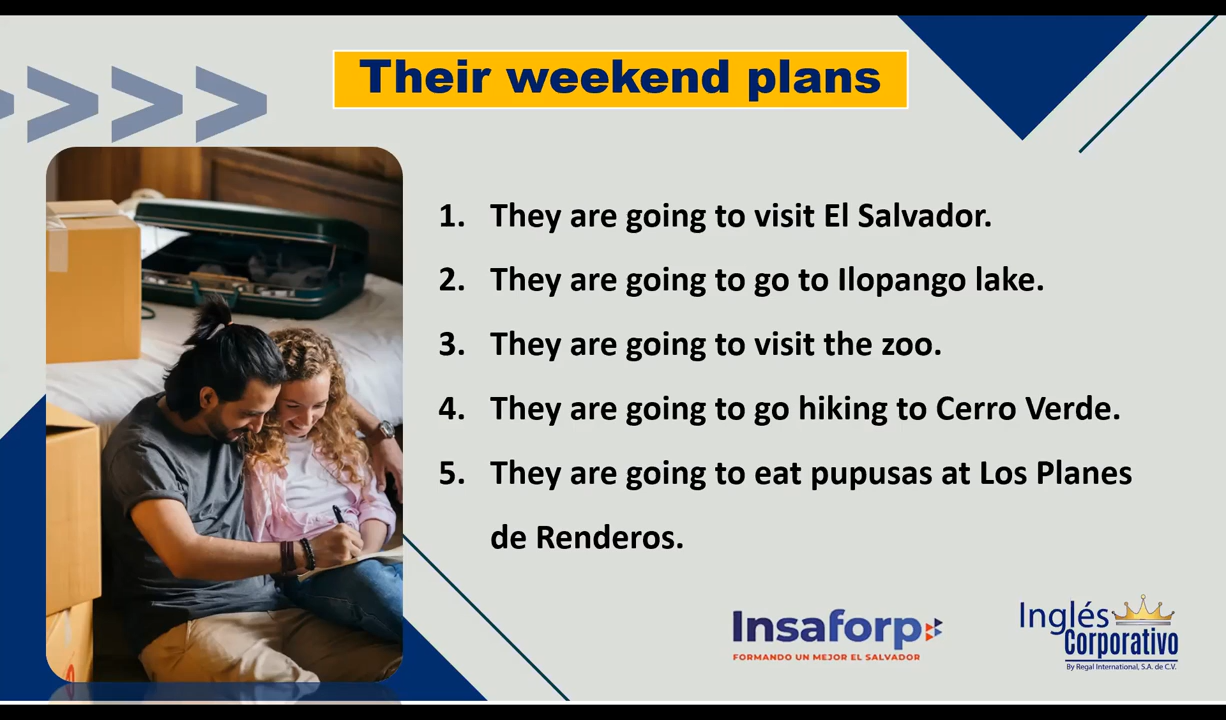 Their weekend plans
1. They are going to visit El Salvador.
2. They are going to go to Ilopango lake.
3. They are going to visit the zoo.
4. They are going to go hiking to Cerro Verde.
5. They are going to eat pupusas at Los Planes
de Renderos.
Insaforp
FORMANDO UN MEJOR EL SALVADOR
Inglés
Corporativo
By Regal International, S.A. de C.V.